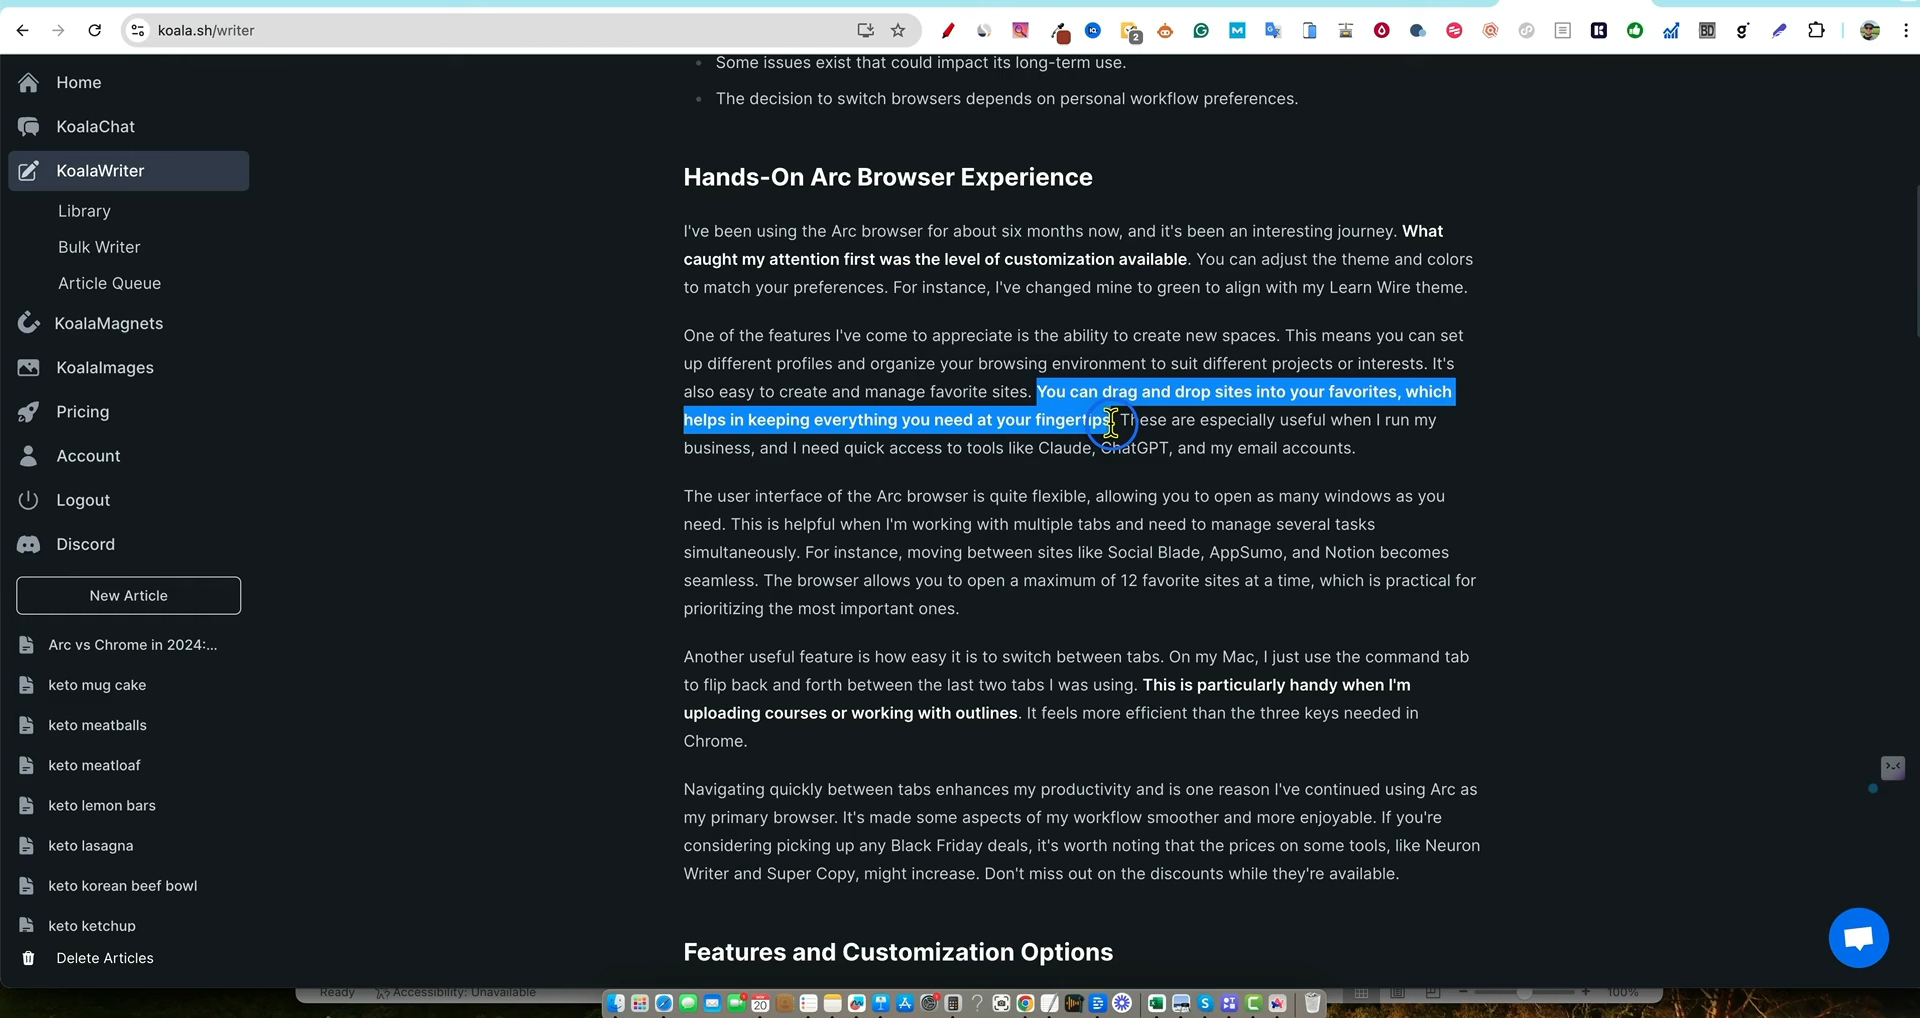 koala.sh/writer
2
Home
KoalaChat
KoalaWriter
Library
Bulk Writer
Article Queue
KoalaMagnets
KoalaImages
Pricing
Account
Logout
Discord
New Article
Arc vs Chrome in 2024:...
keto mug cake
keto meatballs
keto meatloaf
keto lemon bars
keto lasagna
keto korean beef bowl
keto ketchup
Delete Articles
Some issues exist that could impact its long-term use.
The decision to switch browsers depends on personal workflow preferences.
Hands-On Arc Browser Experience
I've been using the Arc browser for about six months now, and it's been an interesting journey. What
caught my attention first was the level of customization available. You can adjust the theme and colors
to match your preferences. For instance, I've changed mine to green to align with my Learn Wire theme.
One of the features I've come to appreciate is the ability to create new spaces. This means you can set
up different profiles and organize your browsing environment to suit different projects or interests. It's
also easy to create and manage favorite sites. You can drag and drop sites into your favorites, which
helps in keeping everything you need at your fingertips. These are especially useful when I run my
business, and I need quick access to tools like Claude, ChatGPT, and my email accounts.
The user interface of the Arc browser is quite flexible, allowing you to open as many windows as you
need. This is helpful when I'm working with multiple tabs and need to manage several tasks
simultaneously. For instance, moving between sites like Social Blade, AppSumo, and Notion becomes
seamless. The browser allows you to open a maximum of 12 favorite sites at a time, which is practical for
prioritizing the most important ones.
Another useful feature is how easy it is to switch between tabs. On my Mac, I just use the command tab
to flip back and forth between the last two tabs I was using. This is particularly handy when I'm
uploading courses or working with outlines. It feels more efficient than the three keys needed in
Chrome.
Navigating quickly between tabs enhances my productivity and is one reason I've continued using Arc as
my primary browser. It's made some aspects of my workflow smoother and more enjoyable. If you're
considering picking up any Black Friday deals, it's worth noting that the prices on some tools, like Neuron
Writer and Super Copy, might increase. Don't miss out on the discounts while they're available.
Features and Customization Options
Ready
Accessibility: Unavailable
100%
20